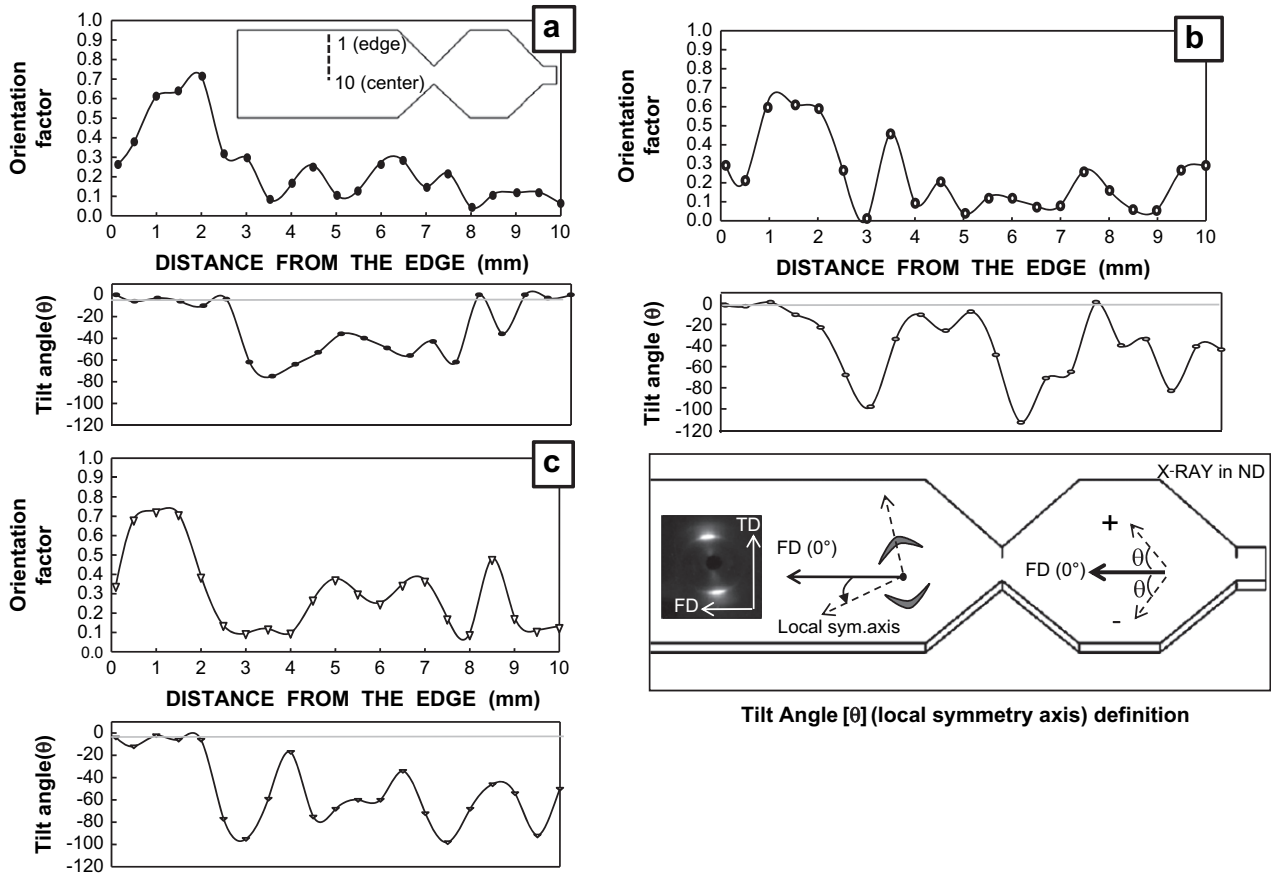 a
1.0
0.9
0.8
0.7
0.6
0.5
0.4
0.3
0.2
0.1
0.0
Orientation
factor
1 (edge)
10 (center)
0 1 2 3 4 5 6 7 8 9 10
DISTANCE FROM THE EDGE (mm)
0
-20
-40
-60
-80
-100
-120
Tilt angle(θ)
b
1.0
0.9
0.8
0.7
0.6
0.5
0.4
0.3
0.2
0.1
0.0
Orientation
factor
0 1 2 3 4 5 6 7 8 9 10
DISTANCE FROM THE EDGE (mm)
0
-20
-40
-60
-80
-100
-120
Tilt angle (θ)
c
1.0
0.9
0.8
0.7
0.6
0.5
0.4
0.3
0.2
0.1
0.0
Orientation
factor
0 1 2 3 4 5 6 7 8 9 10
DISTANCE FROM THE EDGE (mm)
0
-20
-40
-60
-80
-100
-120
Tilt angle(θ)
X-RAY in ND
TD
FD
FD (0°)
Local sym.axis
FD (0°)
+
θ
θ
-
Tilt Angle [θ] (local symmetry axis) definition